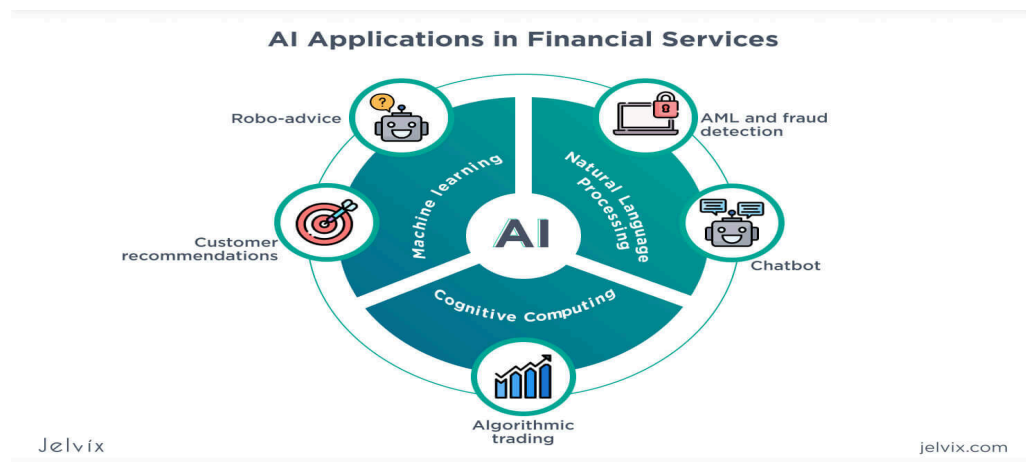 AI Applications in Financial Services
Robo-advice
?
AML and fraud
detection
Machine learning
Natural Language
Processing
AI
Customer
recommendations
Chatbot
Cognitive Computing
Algorithmic
trading
Jelvix
jelvix.com